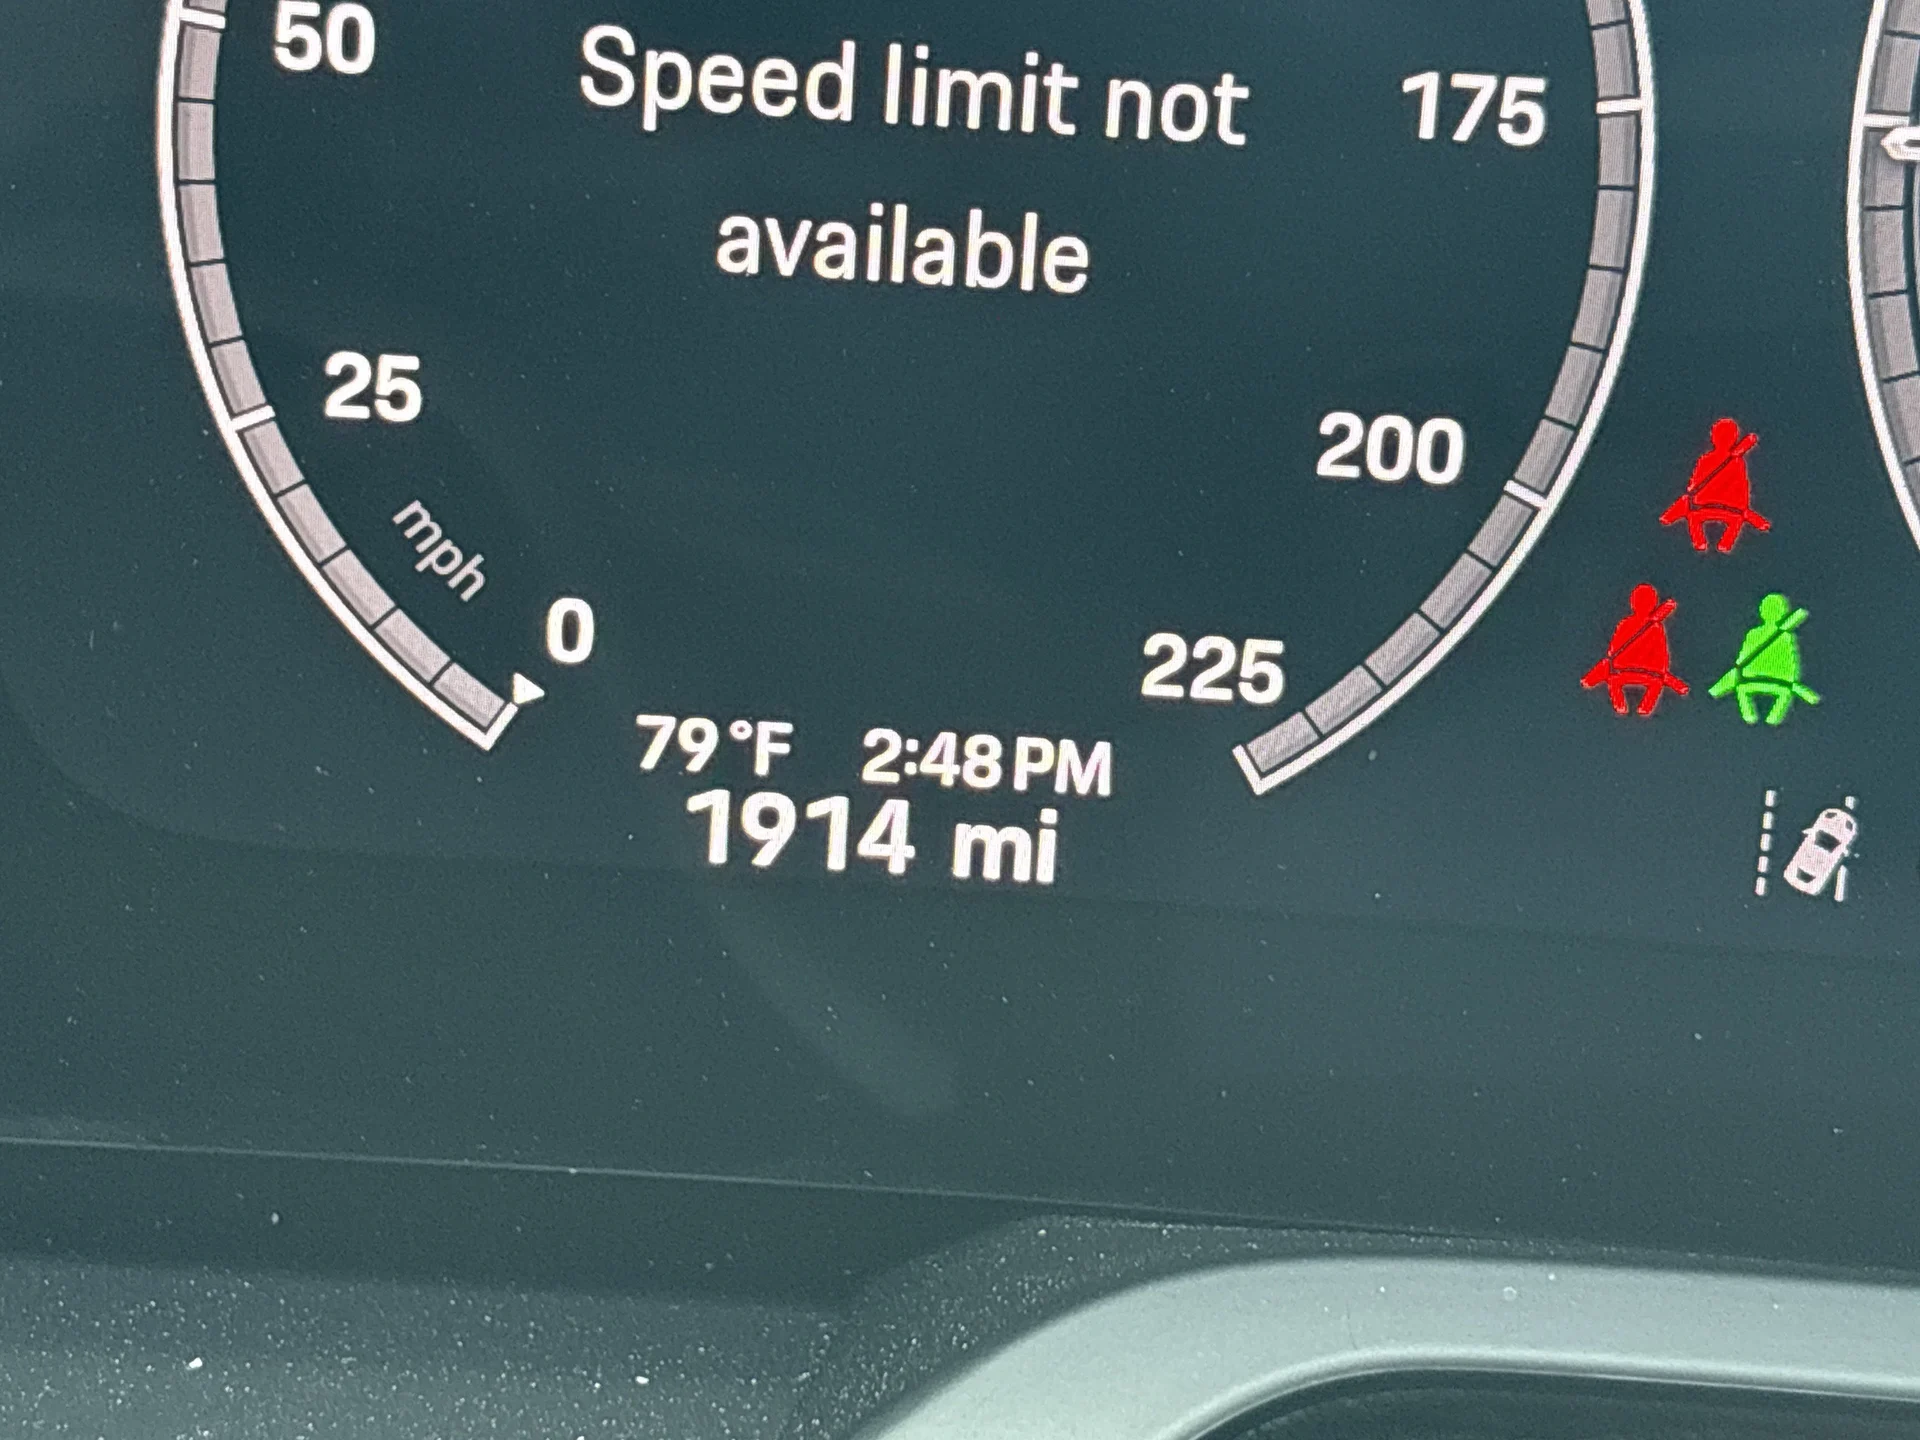 50
Speed limit not
175
available
25
200
mph
0
225
79°F 2:48 PM
1914 mi